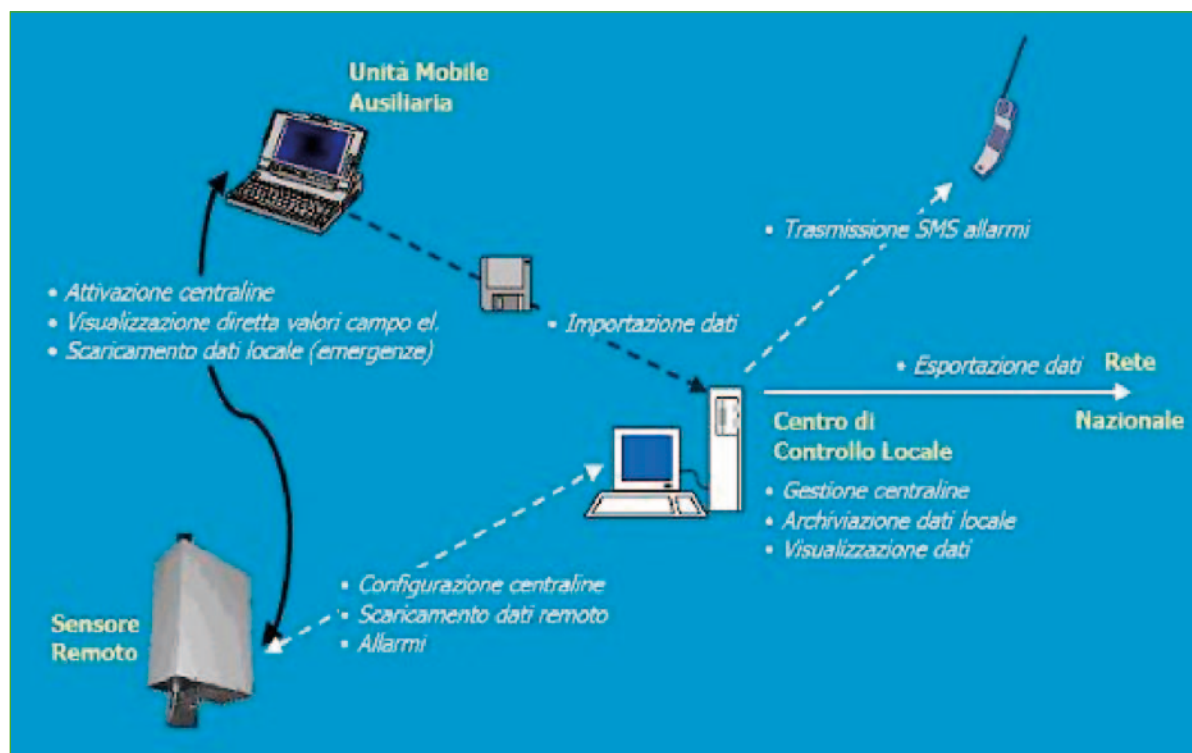 Unità Mobile
Ausiliaria
• Trasmissione SMS allarmi
• Attivazione centraline
• Visualizzazione diretta valori campo el.
• Scaricamento dati locale (emergenze)
• Importazione dati
• Esportazione dati
Rete
Nazionale
Centro di
Controllo Locale
• Gestione centraline
• Archiviazione dati locale
• Visualizzazione dati
• Configurazione centraline
• Scaricamento dati remoto
• Allarmi
Sensore
Remoto